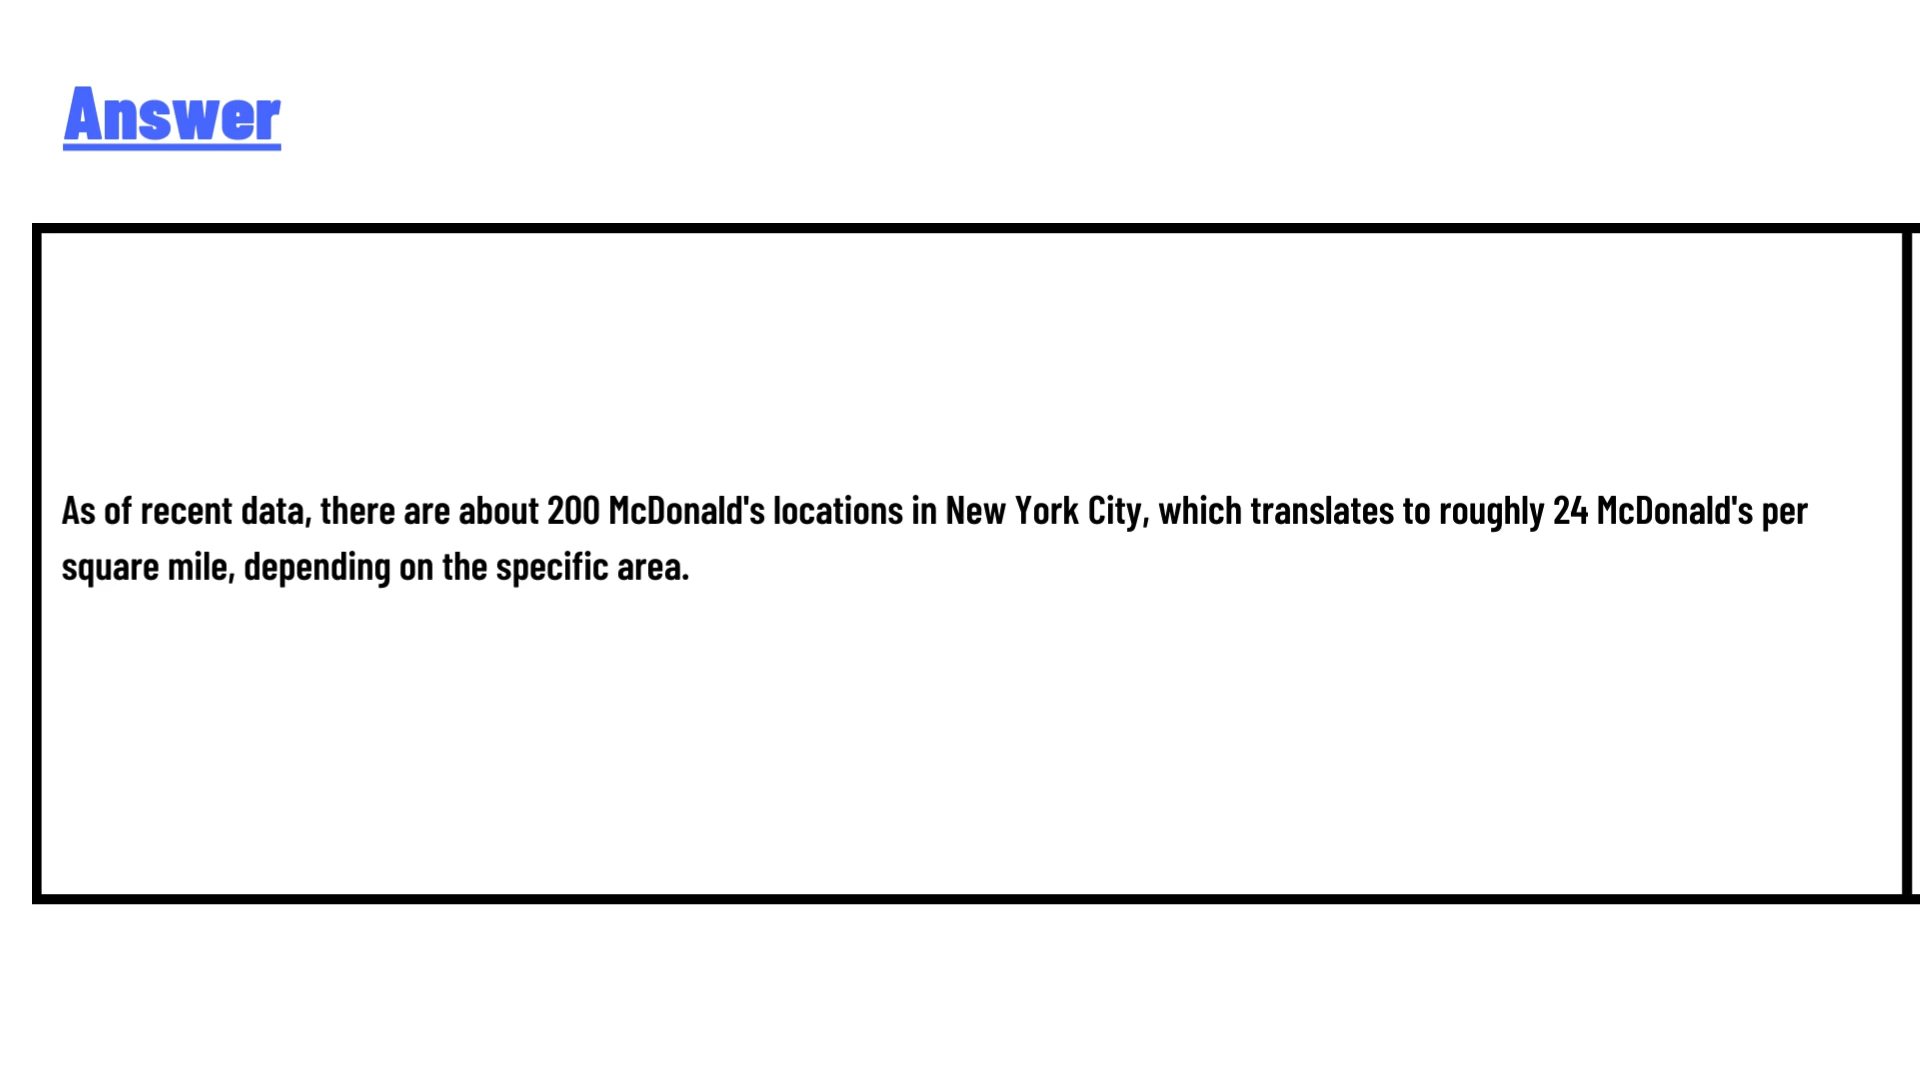 Answer
As of recent data, there are about 200 McDonald's locations in New York City, which translates to roughly 24 McDonald's per
square mile, depending on the specific area.